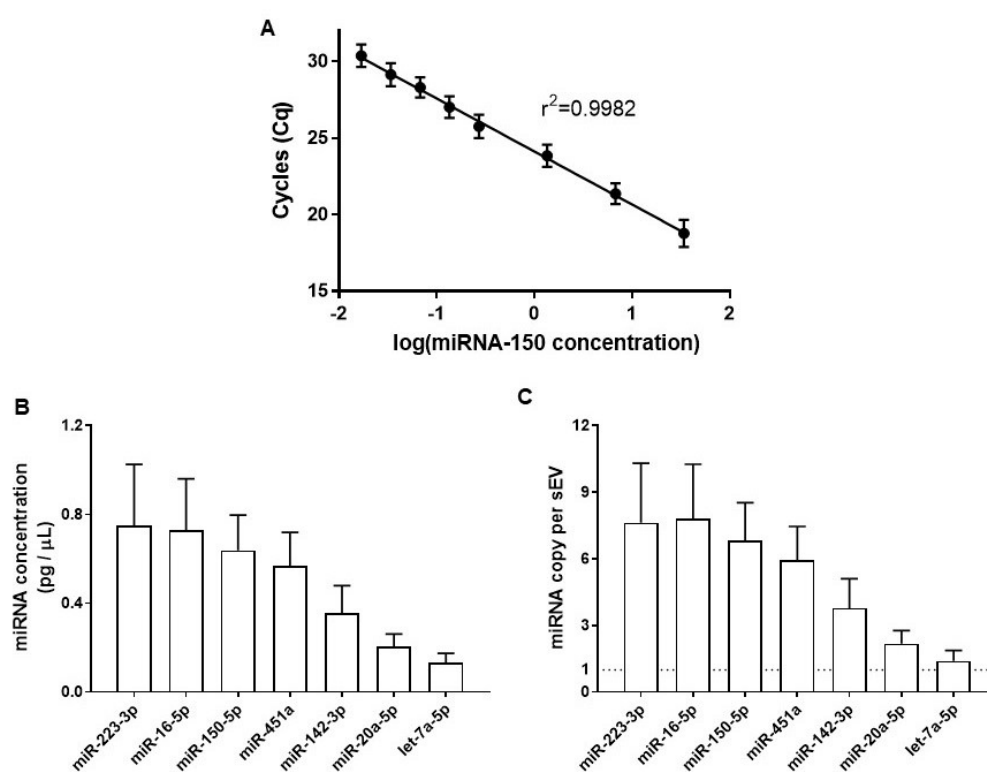 A
Cycles (Cq)
30
25
20
15
r²=0.9982
-2 -1 0 1 2
log(miRNA-150 concentration)
B
miRNA concentration
(pg / μL)
1.2
0.8
0.4
0.0
miR-223-3p
miR-16-5p
miR-150-5p
miR-451a
miR-142-3p
miR-20a-5p
let-7a-5p
C
miRNA copy per sEV
12
9
6
3
1
0
miR-223-3p
miR-16-5p
miR-150-5p
miR-451a
miR-142-3p
miR-20a-5p
let-7a-5p